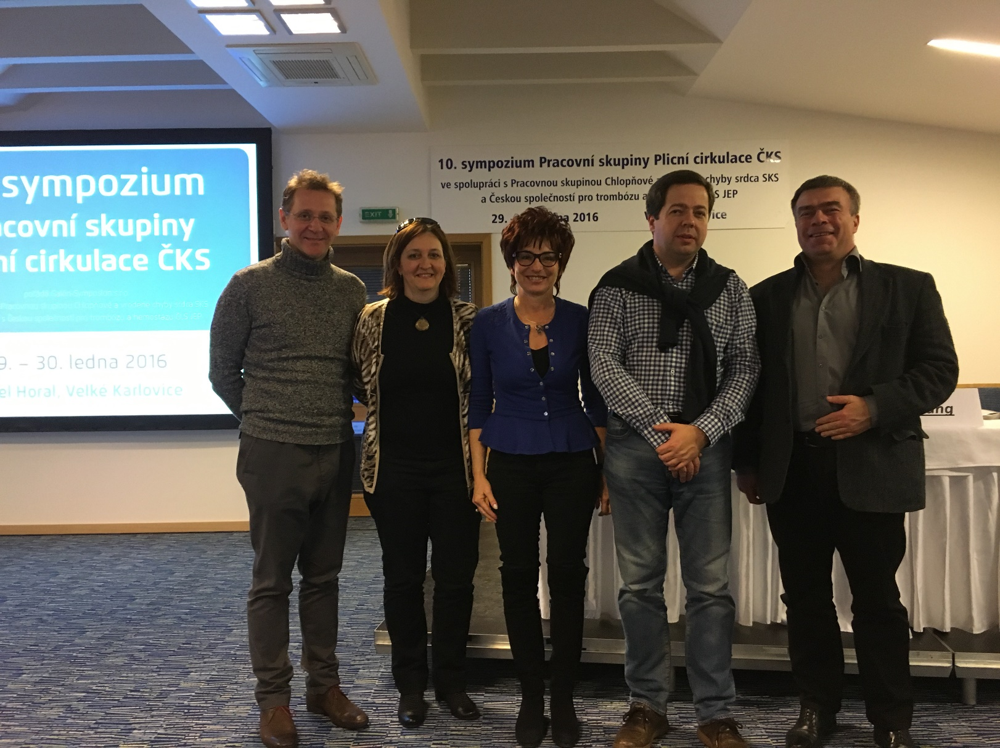 sympozium
acovní skupiny
ní cirkulace ČKS
9. – 30. ledna 2016
el Horal, Velké Karlovice
EXIT
10. sympozium Pracovní skupiny Plicní cirkulace ČKS
ve spolupráci s Pracovnou skupinou Chlopňové chyby srdca SKS
a Českou společností pro trombózu a S JEP
29. na 2016 vice
ang